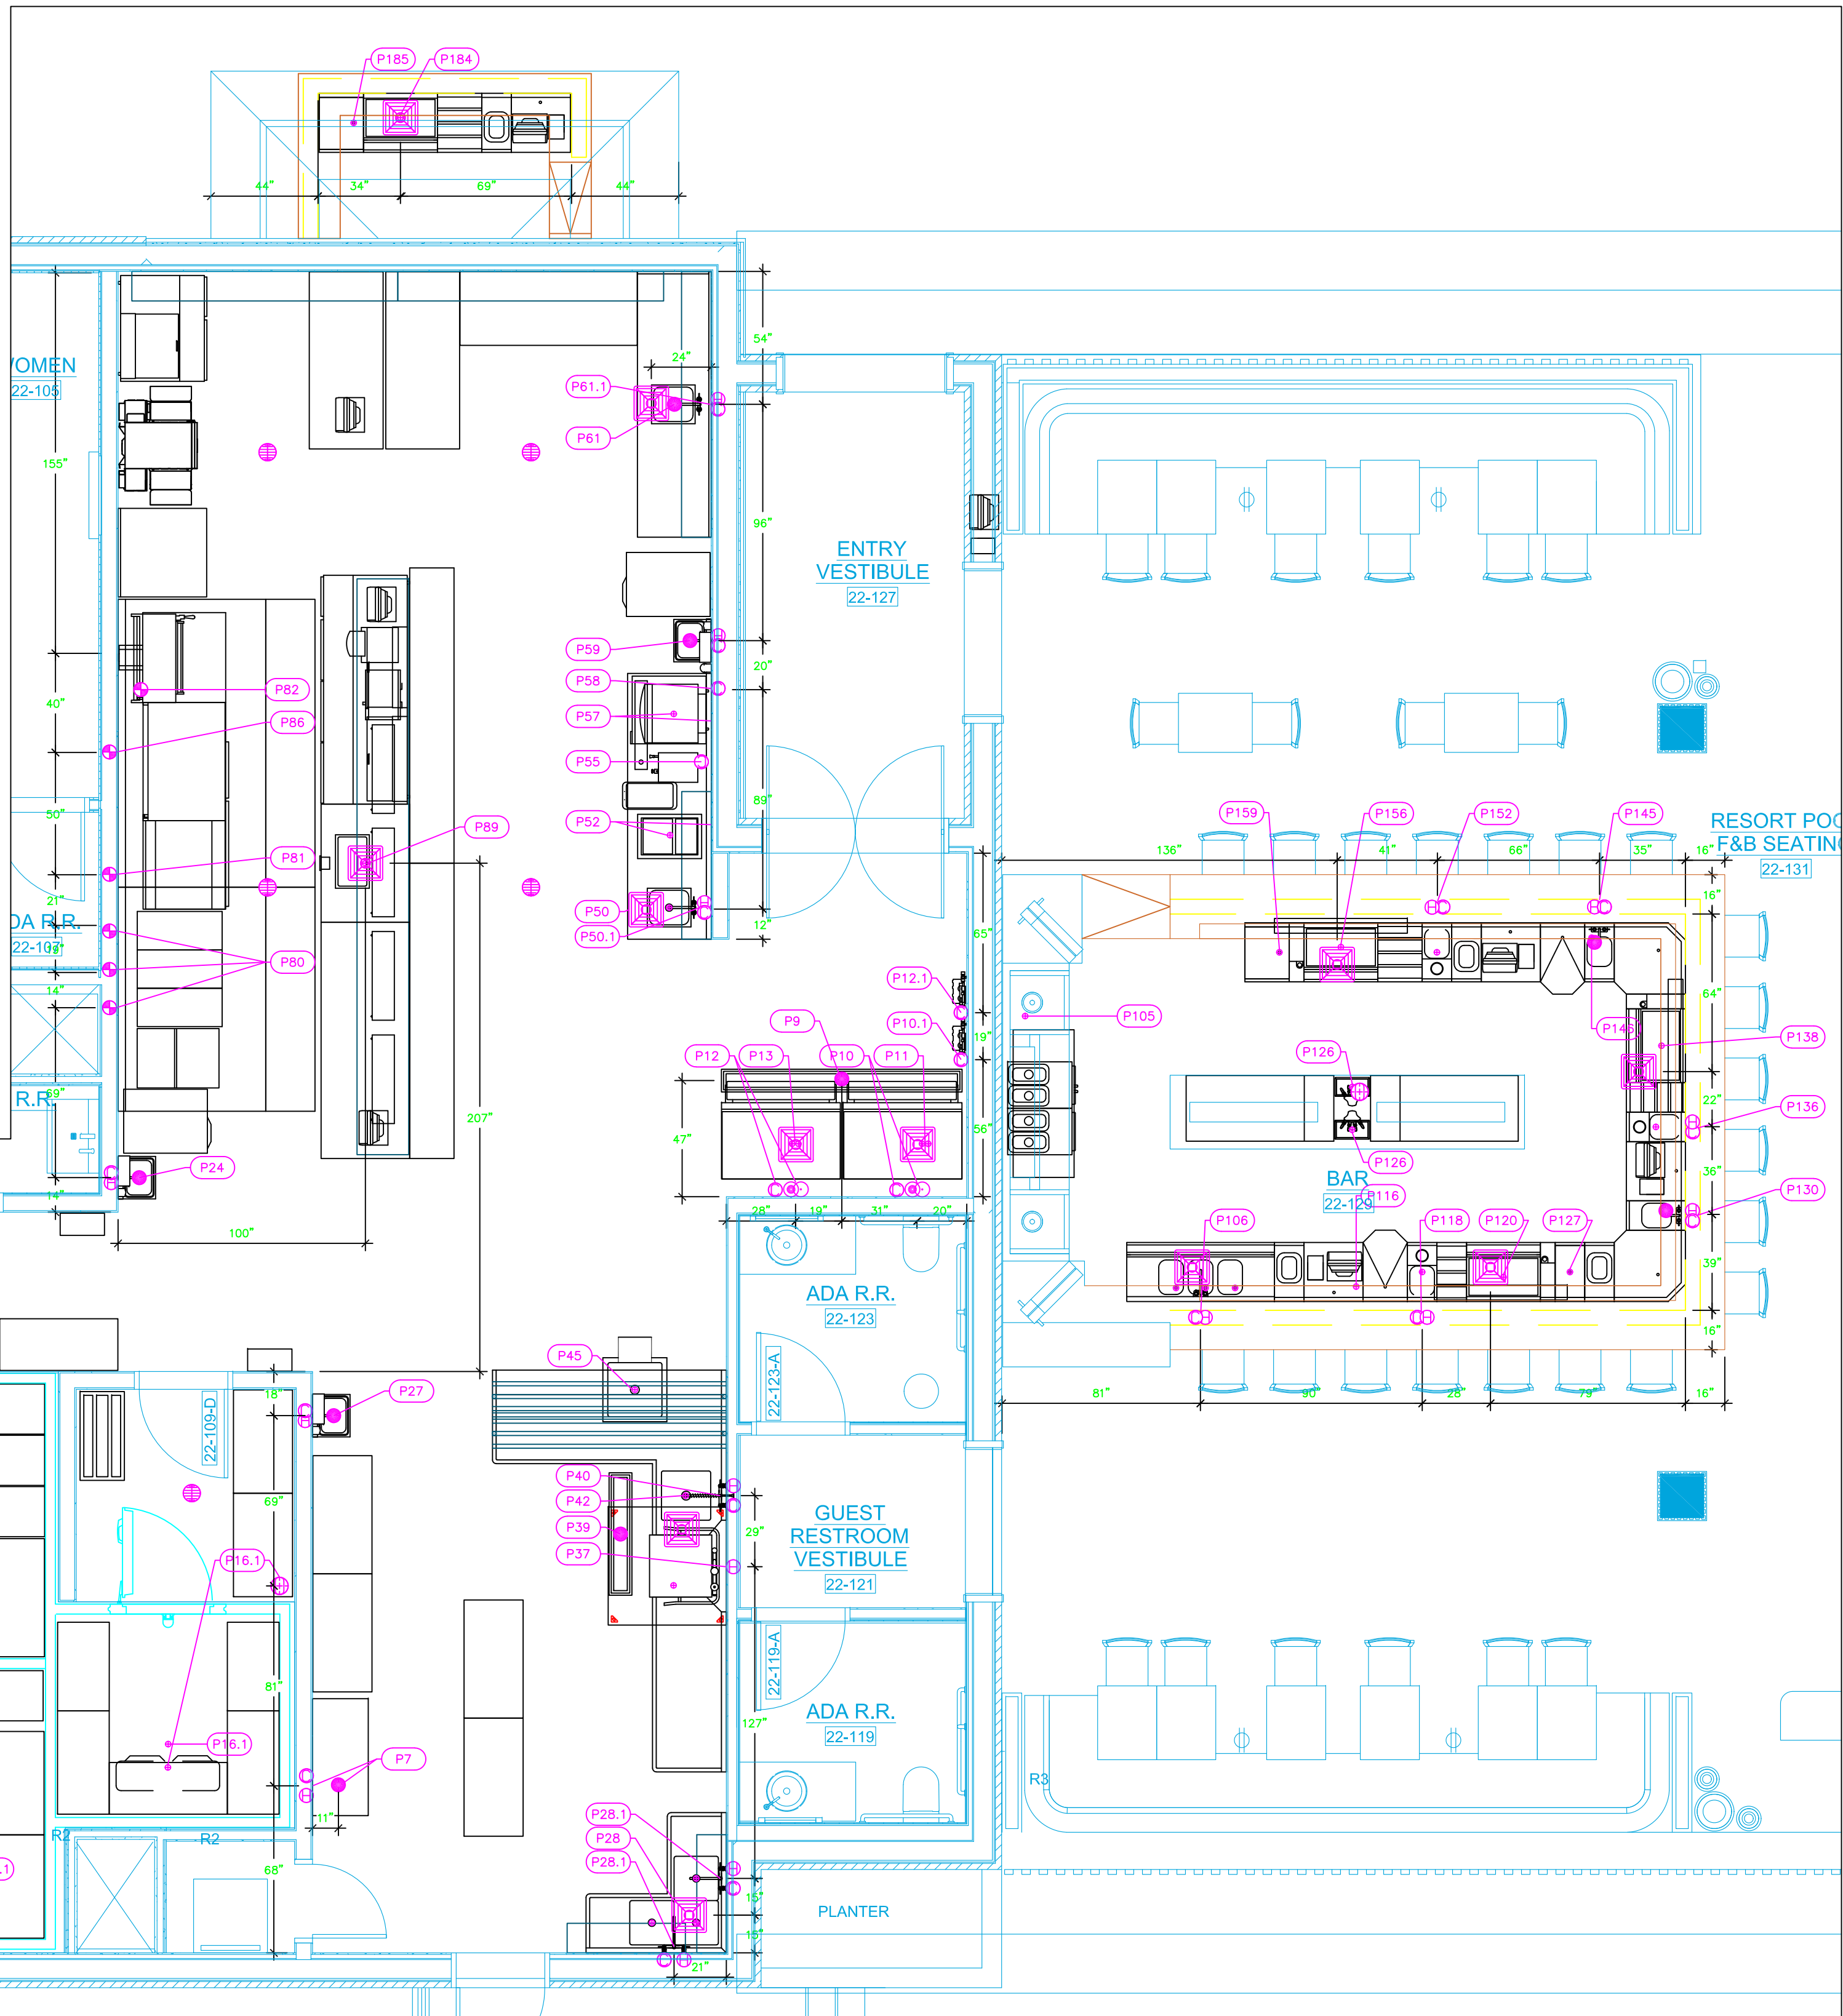 P185
P184
44"
34"
69"
44"
54"
24"
P61.1
P61
WOMEN
22-105
155"
96"
ENTRY
VESTIBULE
22-127
P59
20"
P58
P57
P82
40"
P86
P55
89"
P52
P89
50"
P81
21"
P50
P50.1
12"
ADA R.R.
22-107
P80
14"
65"
P12.1
P10.1
19"
P9
P12
P13
P10
P11
R.R.
69"
207"
47"
56"
P24
14"
28"
19"
31"
20"
100"
P159
P156
P152
P145
RESORT POO
F&B SEATING
22-131
136"
41"
66"
35"
16"
16"
P105
64"
P146
P138
P126
22"
P136
P126
36"
BAR
22-129
P116
P130
P106
P118
P120
P127
39"
16"
81"
90"
28"
79"
16"
ADA R.R.
22-123
22-123-A
P45
P27
18"
22-109-D
69"
P40
P42
P39
29"
P37
GUEST
RESTROOM
VESTIBULE
22-121
P16.1
81"
22-119-A
127"
ADA R.R.
22-119
P16.1
P7
11"
R3
R2
R2
68"
P28.1
P28
P28.1
.1
15"
15"
21"
PLANTER